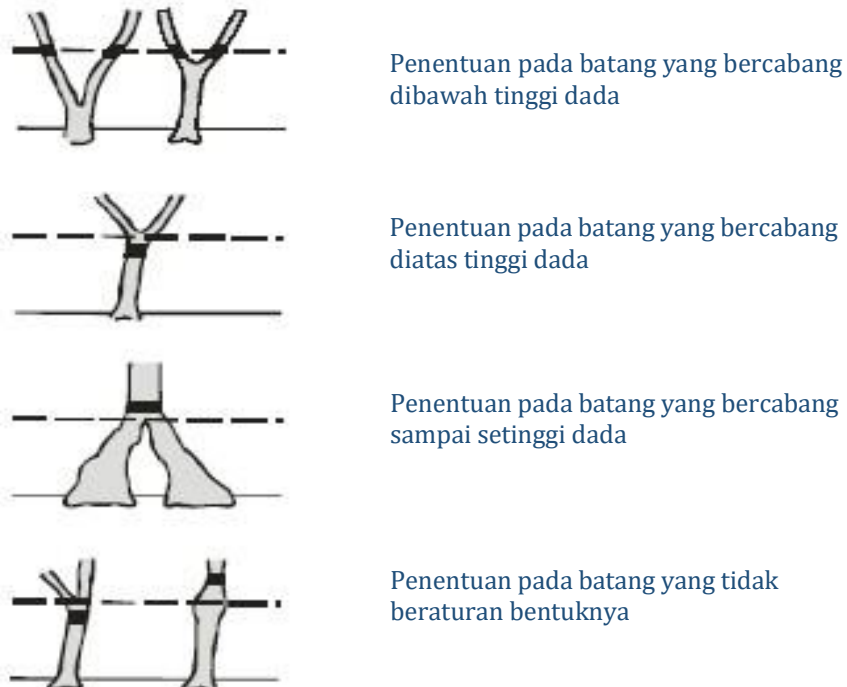 Penentuan pada batang yang bercabang
dibawah tinggi dada
Penentuan pada batang yang bercabang
diatas tinggi dada
Penentuan pada batang yang bercabang
sampai setinggi dada
Penentuan pada batang yang tidak
beraturan bentuknya